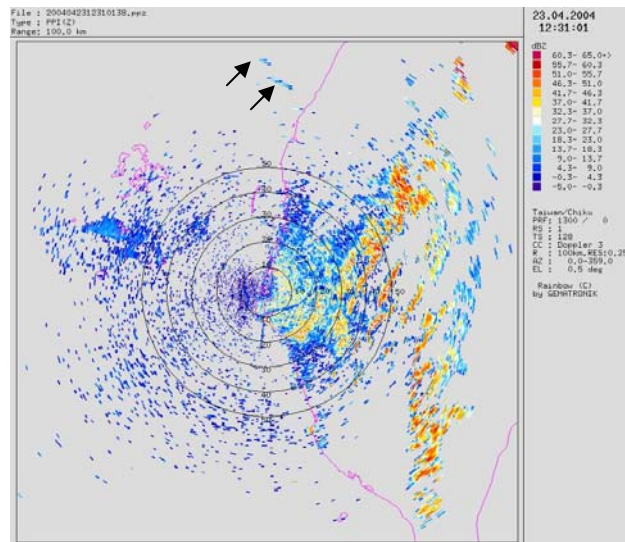 File : 2004042312310138.ppz
Type : PPI(Z)
Range: 100.0 km
23.04.2004
12:31:01
dBZ
60.3- 65.0->
55.7- 60.3
51.0- 55.7
46.3- 51.0
41.7- 46.3
37.0- 41.7
32.3- 37.0
27.7- 32.3
23.0- 27.7
18.3- 23.0
13.7- 18.3
9.0- 13.7
4.3- 9.0
-0.3- 4.3
-5.0- -0.3
Taiwan/Chiku
PRF: 1300 / 0
RS : 1
TS : 128
CC : Doppler 3
R : 100km,RES:0.25
AZ : 0.0-359.0
EL : 0.5 deg
Rainbow (C)
by GEMATRONIK
50
50
40